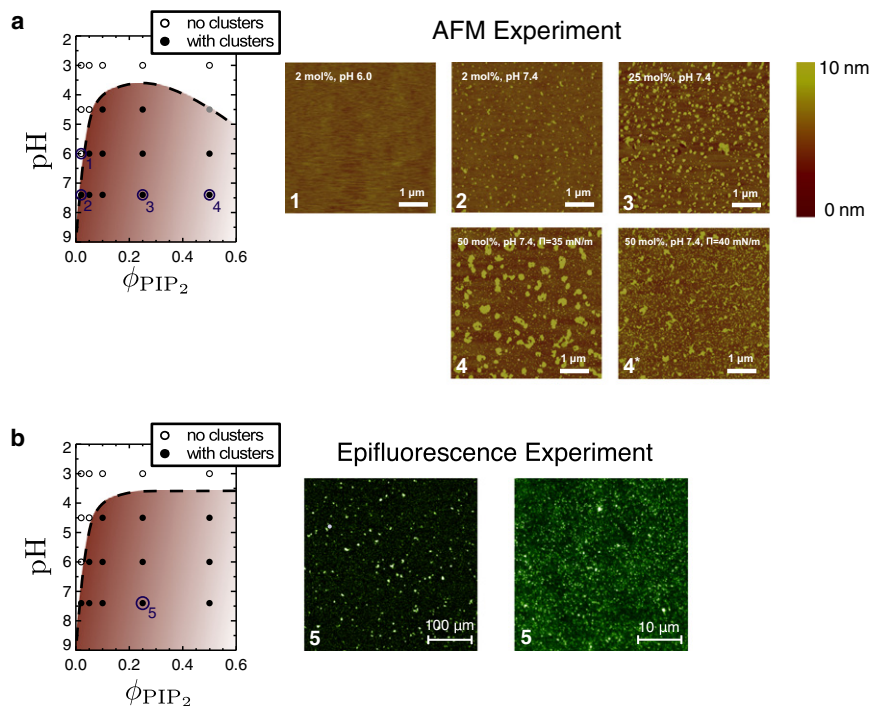 a
no clusters
with clusters
AFM Experiment
2
3
4
5
6
7
8
9
pH
0.0 0.2 0.4 0.6
ϕPIP₂
1
2
3
4
2 mol%, pH 6.0
1 µm
1
2 mol%, pH 7.4
1 µm
2
25 mol%, pH 7.4
1 µm
3
10 nm
0 nm
50 mol%, pH 7.4, Π=35 mN/m
1 µm
4
50 mol%, pH 7.4, Π=40 mN/m
1 µm
4*
b
no clusters
with clusters
Epifluorescence Experiment
2
3
4
5
6
7
8
9
pH
0.0 0.2 0.4 0.6
ϕPIP₂
5
100 µm
5
10 µm
5